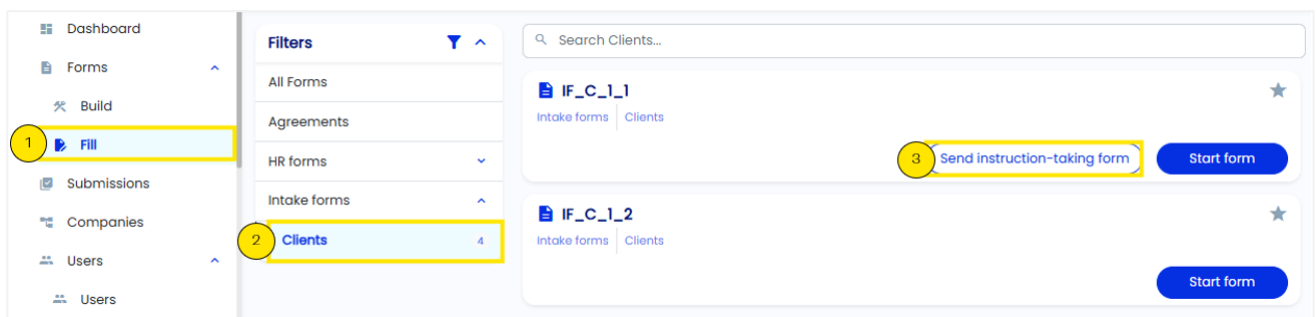 Dashboard
Forms
Build
1
Fill
Submissions
Companies
Users
Users
Filters
All Forms
Agreements
HR forms
Intake forms
2
Clients 4
Search Clients...
IF_C_1_1
Intake forms Clients
3 Send instruction-taking form Start form
IF_C_1_2
Intake forms Clients
Start form